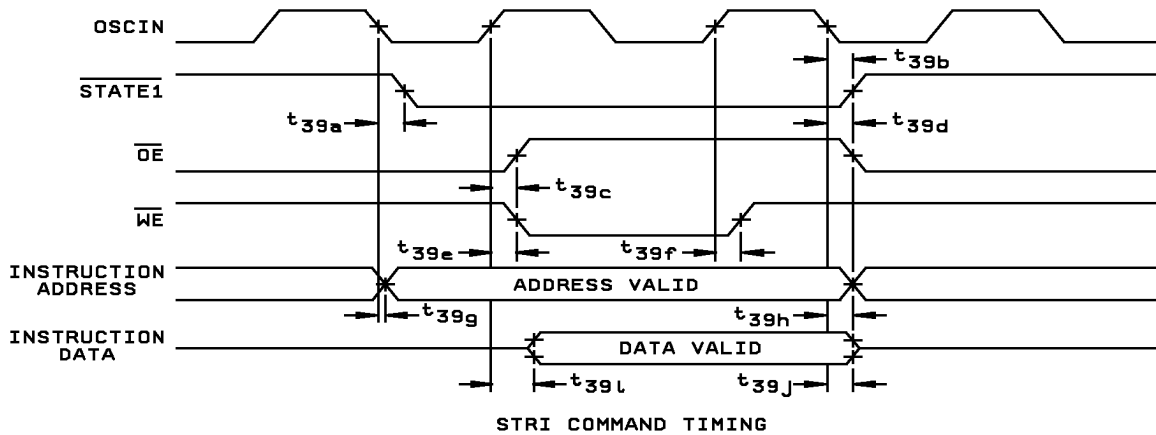 OSCIN
t39b
STATE1
t39a
t39d
OE
t39c
WE
t39e
t39f
INSTRUCTION
ADDRESS
ADDRESS VALID
t39g
t39h
INSTRUCTION
DATA
DATA VALID
t39i
t39j
STRI COMMAND TIMING